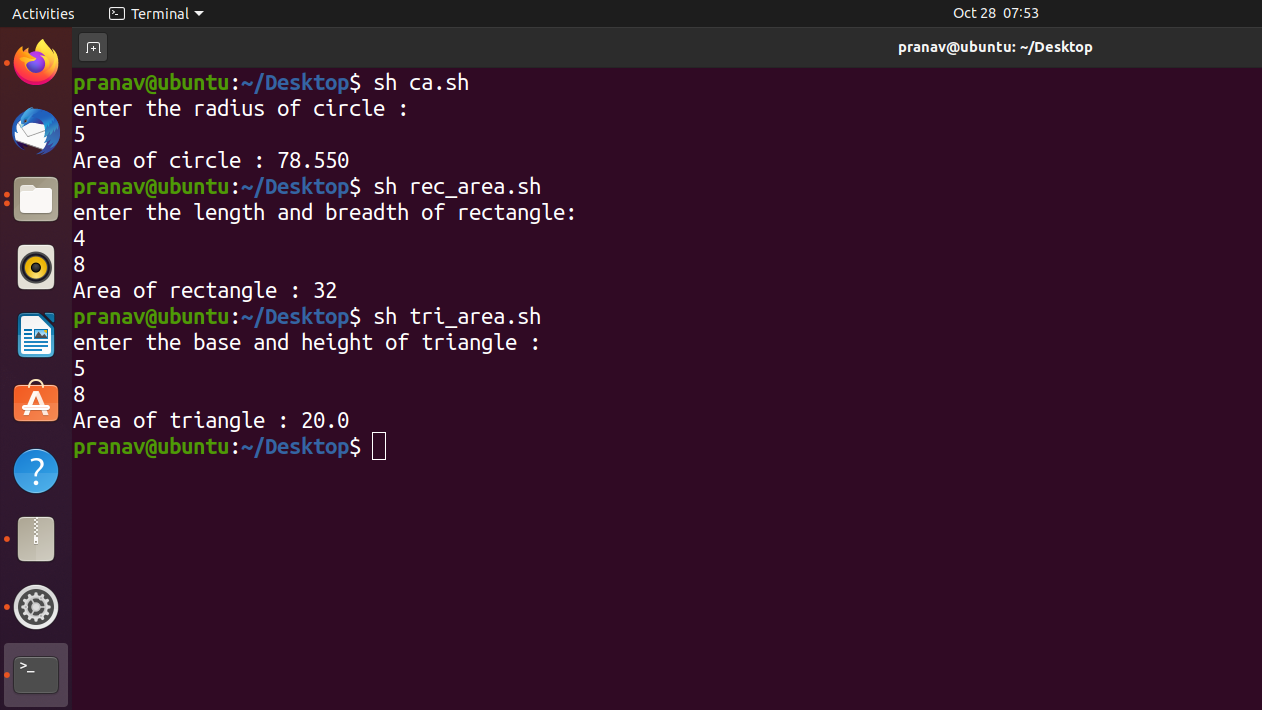 Activities Terminal Oct 28 07:53
pranav@ubuntu: ~/Desktop
pranav@ubuntu:~/Desktop$ sh ca.sh
enter the radius of circle :
5
Area of circle : 78.550
pranav@ubuntu:~/Desktop$ sh rec_area.sh
enter the length and breadth of rectangle:
4
8
Area of rectangle : 32
pranav@ubuntu:~/Desktop$ sh tri_area.sh
enter the base and height of triangle :
5
8
Area of triangle : 20.0
pranav@ubuntu:~/Desktop$